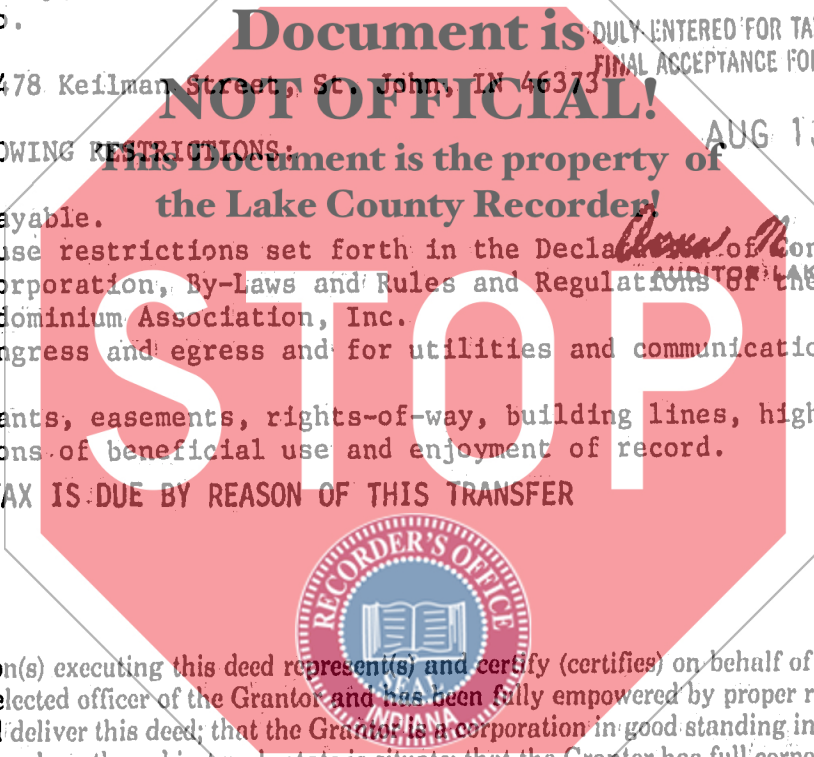 Document is
DULY ENTERED FOR TA
FINAL ACCEPTANCE FO
478 Keilman Street, St. John, IN 46373
NOT OFFICIAL!
AUG 13
OWING RESTRICTIONS:
This Document is the property of
the Lake County Recorder!
ayable.
use restrictions set forth in the of
orporation, By-Laws and Rules and Regulations of the
AUDITOR LAK
dominium Association, Inc.
ngress and egress and for utilities and communicatio
STOP
ants, easements, rights-of-way, building lines, high
ons of beneficial use and enjoyment of record.
AX IS DUE BY REASON OF THIS TRANSFER
RECORDER'S OFFICE
SEAL
INDIANA
n(s) executing this deed represent(s) and certify (certifies) on behalf of
elected officer of the Grantor and has been fully empowered by proper r
deliver this deed; that the Grantor is a corporation in good standing in